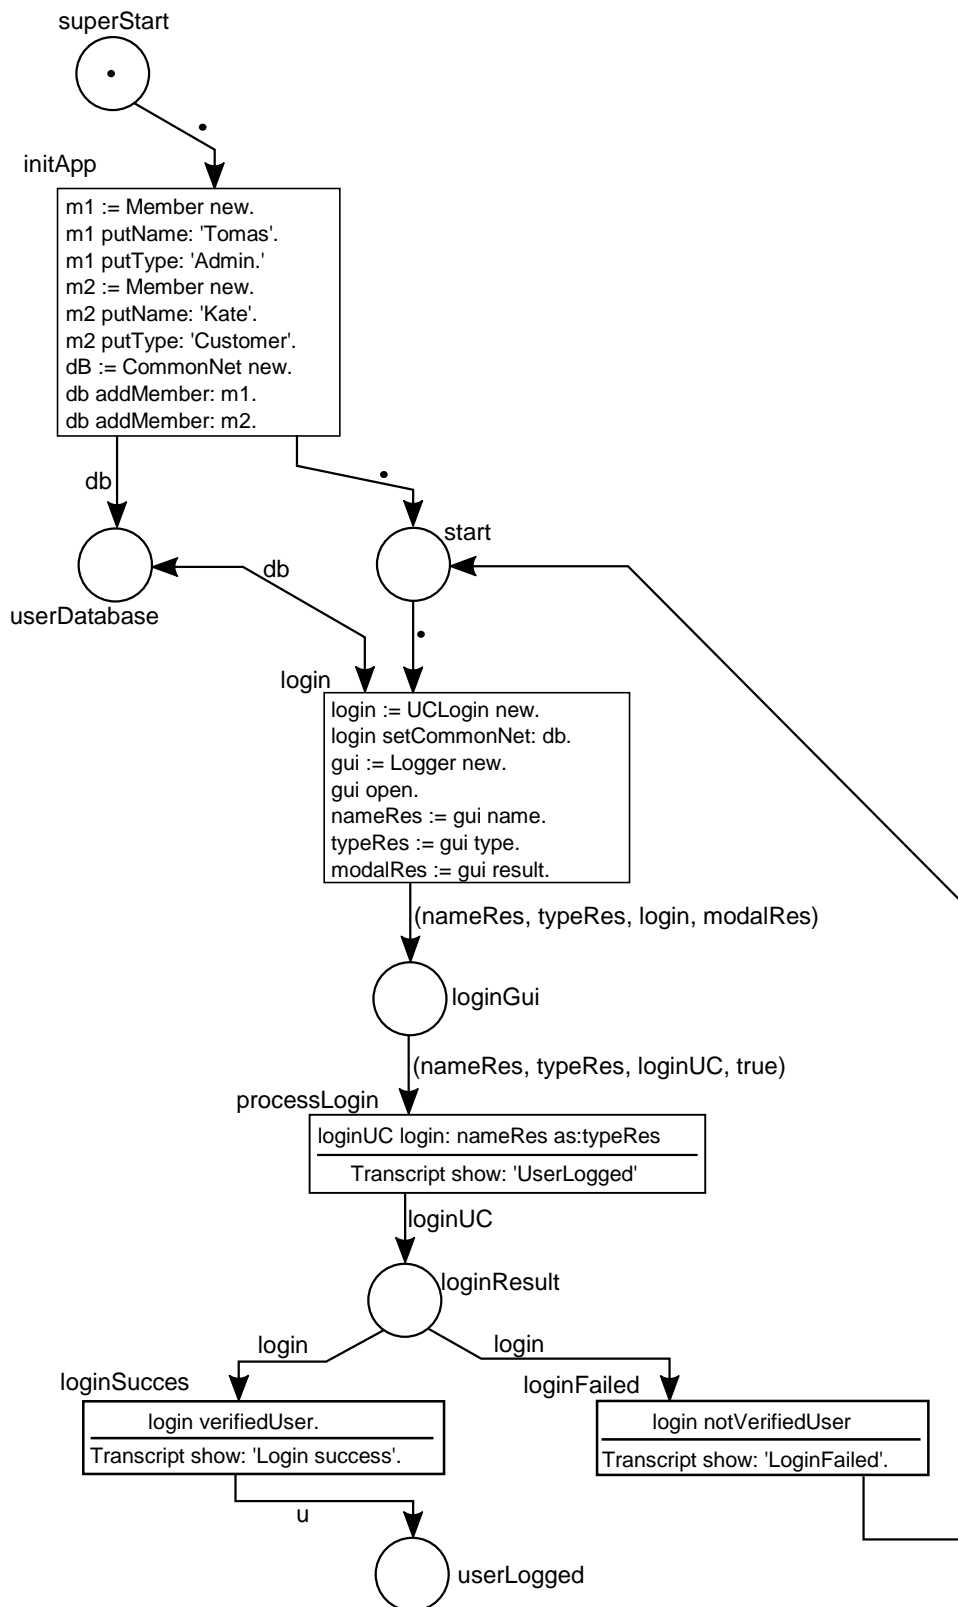 superStart
initApp
m1 := Member new.
m1 putName: 'Tomas'.
m1 putType: 'Admin.'
m2 := Member new.
m2 putName: 'Kate'.
m2 putType: 'Customer'.
dB := CommonNet new.
db addMember: m1.
db addMember: m2.
db
start
db
userDatabase
login
login := UCLogin new.
login setCommonNet: db.
gui := Logger new.
gui open.
nameRes := gui name.
typeRes := gui type.
modalRes := gui result.
(nameRes, typeRes, login, modalRes)
loginGui
(nameRes, typeRes, loginUC, true)
processLogin
loginUC login: nameRes as:typeRes
Transcript show: 'UserLogged'
loginUC
loginResult
login
login
loginSucces
loginFailed
login verifiedUser.
Transcript show: 'Login success'.
login notVerifiedUser
Transcript show: 'LoginFailed'.
u
userLogged